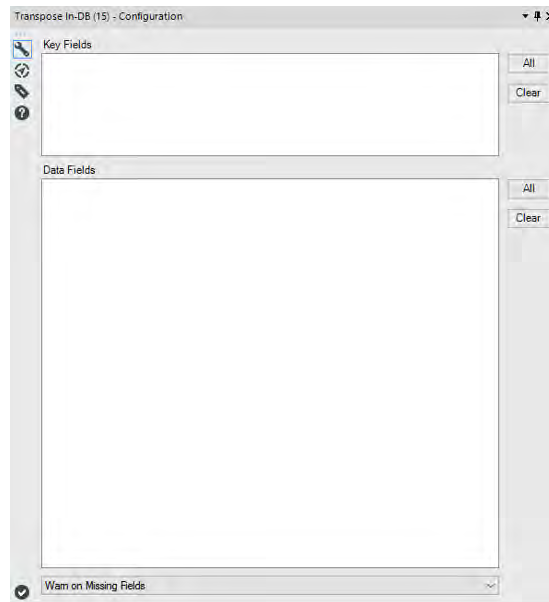 Transpose In-DB (15) - Configuration
Key Fields
All
Clear
Data Fields
All
Clear
Warn on Missing Fields